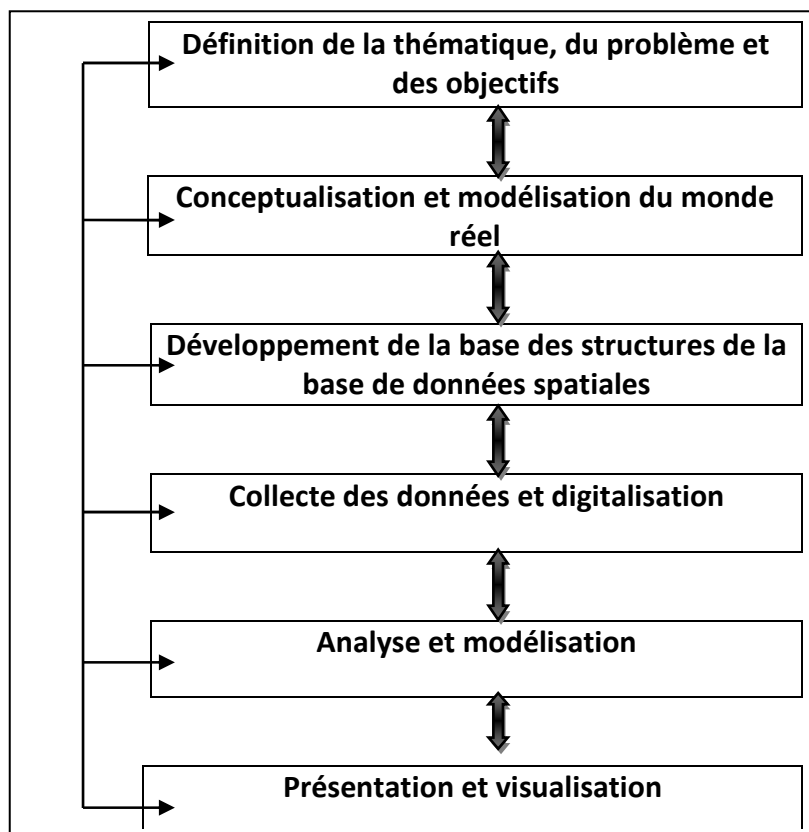 Définition de la thématique, du problème et
des objectifs
Conceptualisation et modélisation du monde
réel
Développement de la base des structures de la
base de données spatiales
Collecte des données et digitalisation
Analyse et modélisation
Présentation et visualisation